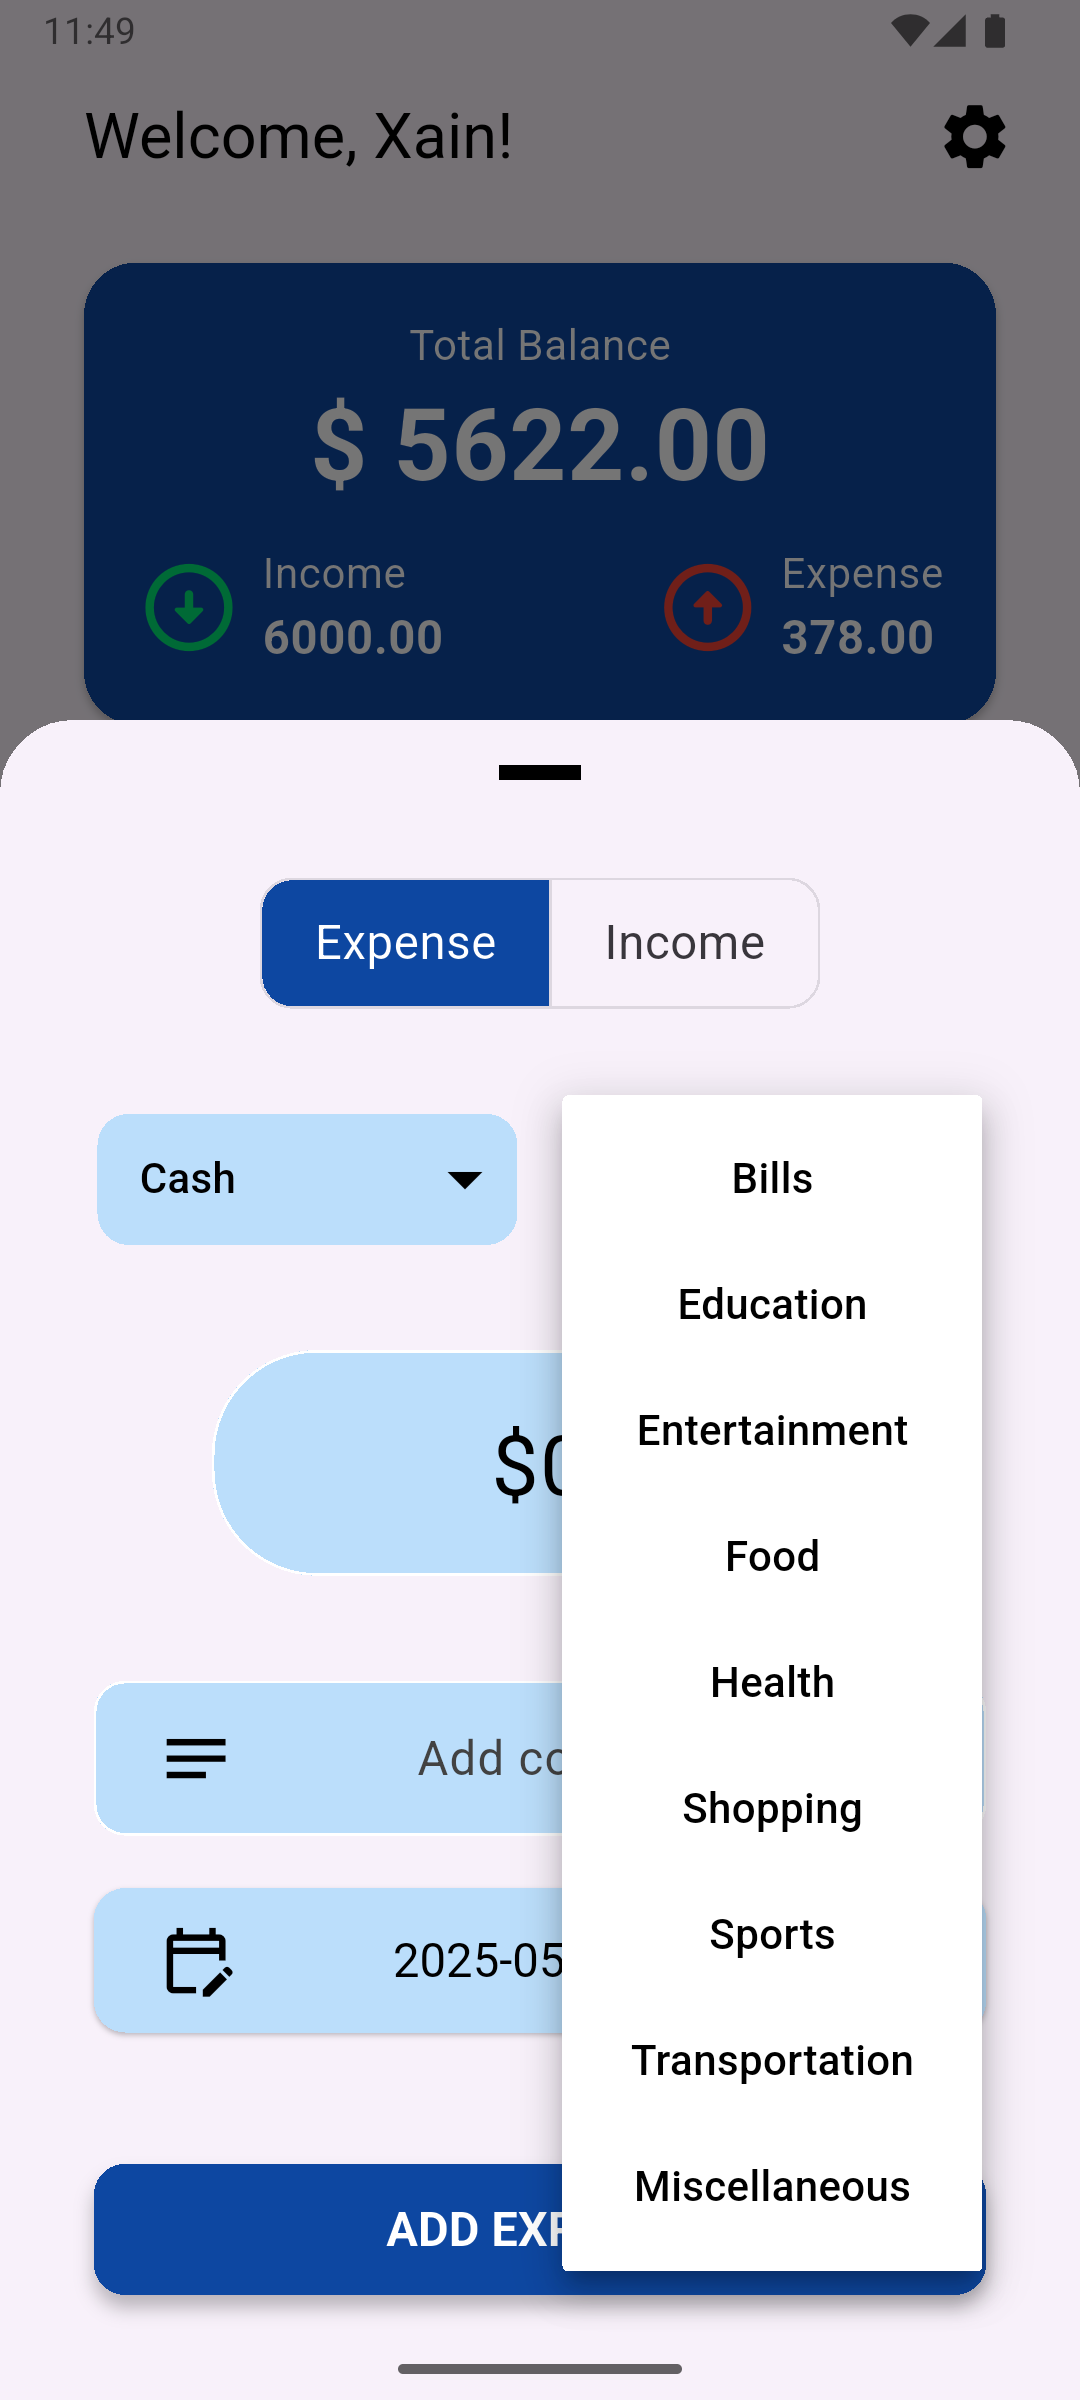 11:49
Welcome, Xain!
Total Balance
$ 5622.00
Income
6000.00
Expense
378.00
Expense
Income
Cash
Bills
Education
Entertainment
$0
Food
Health
Add co
Shopping
Sports
2025-05
Transportation
Miscellaneous
ADD EXP